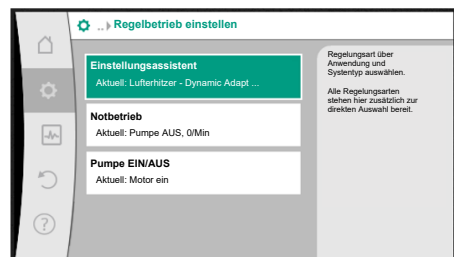 .. Regelbetrieb einstellen
Einstellungsassistent
Aktuell: Lufterhitzer - Dynamic Adapt ...
Notbetrieb
Aktuell: Pumpe AUS, 0/Min
Pumpe EIN/AUS
Aktuell: Motor ein
Regelungsart über
Anwendung und
Systemtyp auswählen.
Alle Regelungsarten
stehen hier zusätzlich zur
direkten Auswahl bereit.
?